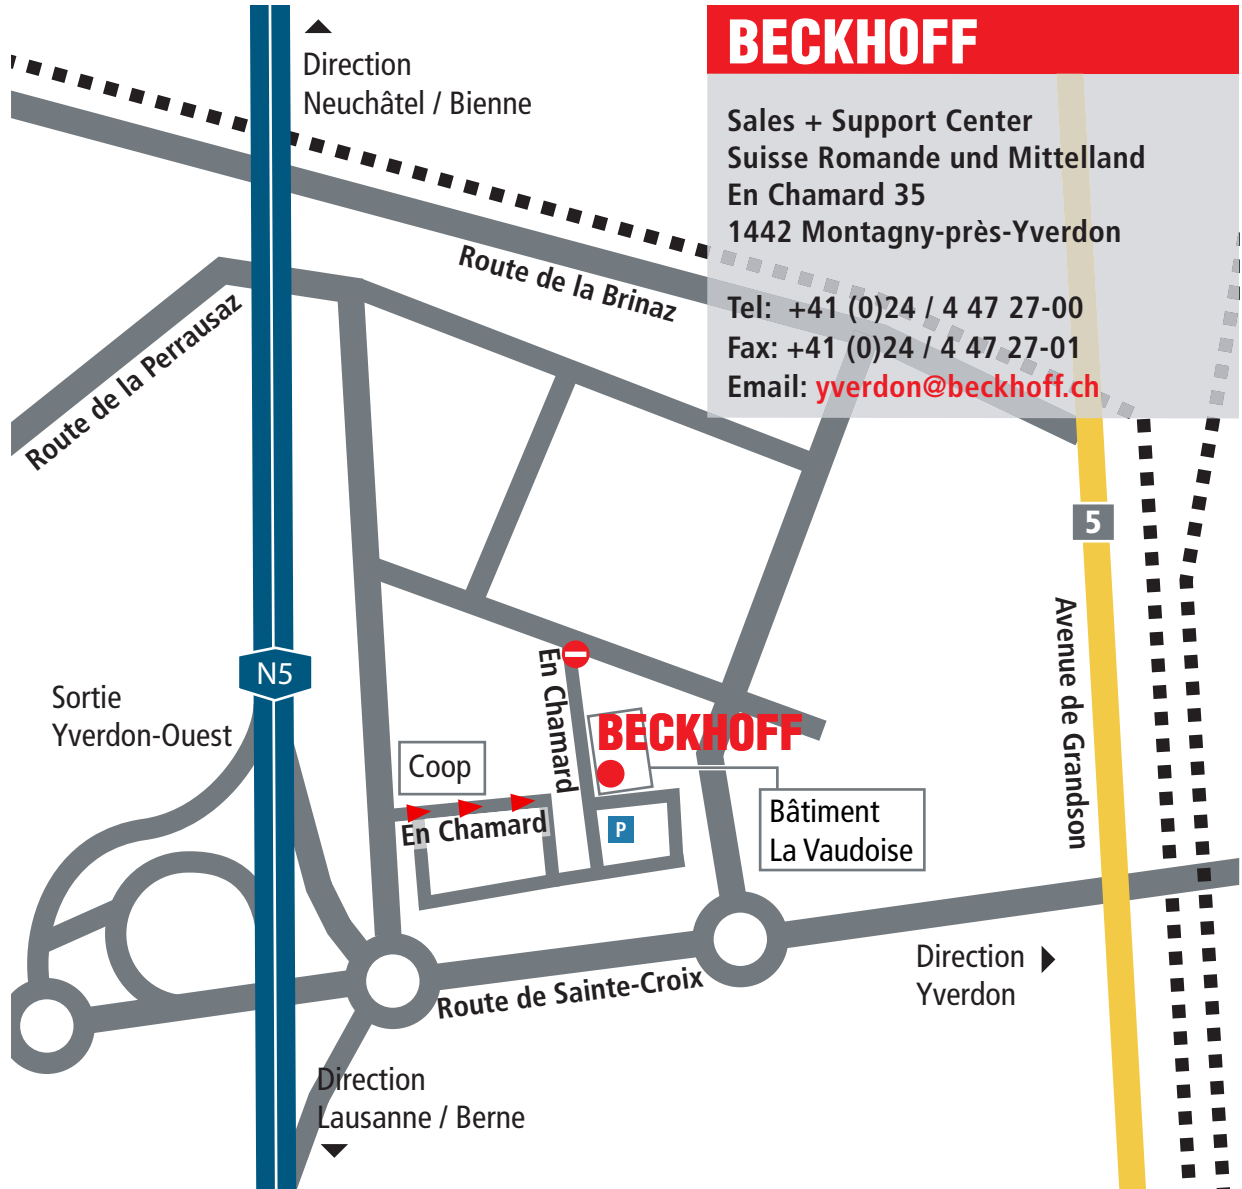 BECKHOFF
Sales + Support Center
Suisse Romande und Mittelland
En Chamard 35
1442 Montagny-près-Yverdon
Tel: +41 (0)24 / 4 47 27-00
Fax: +41 (0)24 / 4 47 27-01
Email: yverdon@beckhoff.ch
Direction
Neuchâtel / Bienne
Route de la Brinaz
Route de la Perrausaz
5
Avenue de Grandson
N5
Sortie
Yverdon-Ouest
En Chamard
BECKHOFF
Coop
En Chamard
P
Bâtiment
La Vaudoise
Direction
Yverdon
Route de Sainte-Croix
Direction
Lausanne / Berne